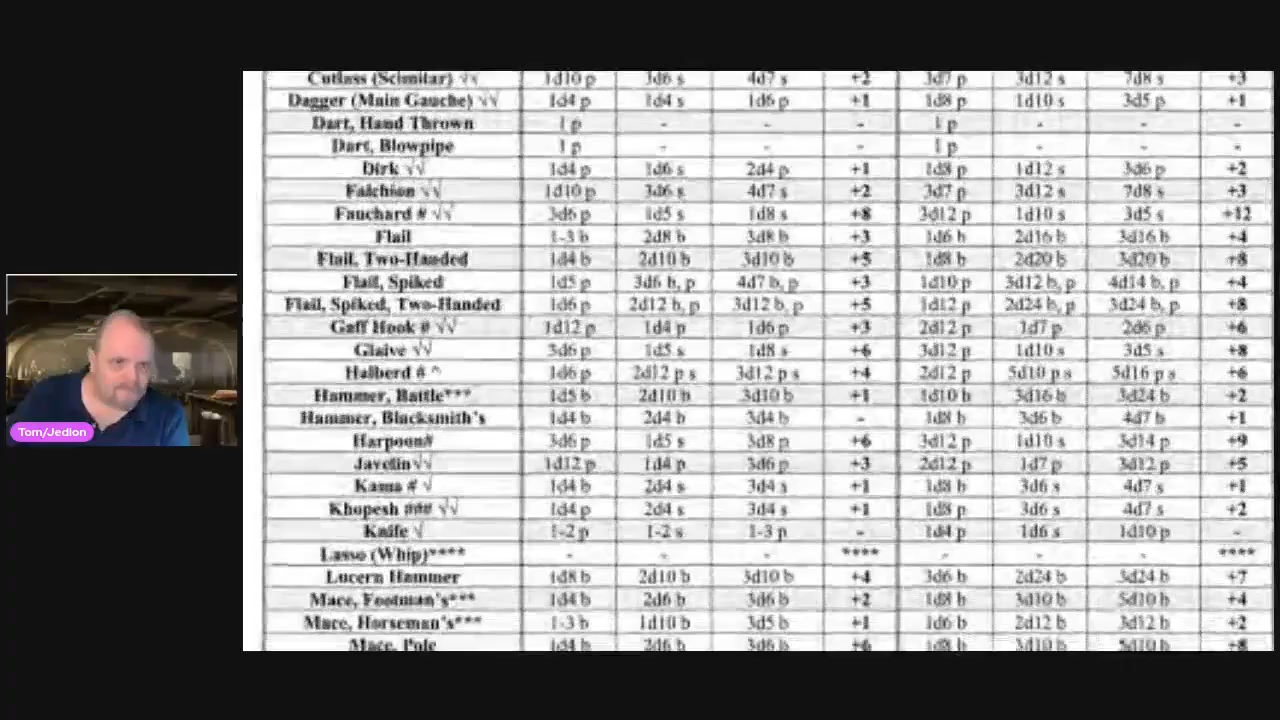 Cutlass (Scimitar) √√ 1d10 p 3d6 s 4d7 s +2 3d7 p 3d12 s 7d8 s +3
Dagger (Main Gauche) √√ 1d4 p 1d4 s 1d6 p +1 1d8 p 1d10 s 3d5 p +1
Dart, Hand Thrown 1 p - - - 1 p - - -
Dart, Blowpipe 1 p - - - 1 p - - -
Dirk √√ 1d4 p 1d6 s 2d4 p +1 1d8 p 1d12 s 3d6 p +2
Falchion √√ 1d10 p 3d6 s 4d7 s +2 3d7 p 3d12 s 7d8 s +3
Fauchard # √√ 3d6 p 1d5 s 1d8 s +8 3d12 p 1d10 s 3d5 s +12
Flail 1-3 b 2d8 b 3d8 b +3 1d6 b 2d16 b 3d16 b +4
Flail, Two-Handed 1d4 b 2d10 b 3d10 b +5 1d8 b 2d20 b 3d20 b +8
Flail, Spiked 1d5 p 3d6 b, p 4d7 b, p +3 1d10 p 3d12 b, p 4d14 b, p +4
Flail, Spiked, Two-Handed 1d6 p 2d12 b, p 3d12 b, p +5 1d12 p 2d24 b, p 3d24 b, p +8
Gaff Hook # √√ 1d12 p 1d4 p 1d6 p +3 2d12 p 1d7 p 2d6 p +6
Glaive √√ 3d6 p 1d5 s 1d8 s +6 3d12 p 1d10 s 3d5 s +8
Halberd # ^ 1d6 p 2d12 p s 3d12 p s +4 2d12 p 5d10 p s 5d16 p s +6
Hammer, Battle*** 1d5 b 2d10 b 3d10 b +1 1d10 b 3d16 b 3d24 b +2
Hammer, Blacksmith's 1d4 b 2d4 b 3d4 b - 1d8 b 3d6 b 4d7 b +1
Harpoon# 3d6 p 1d5 s 3d8 p +6 3d12 p 1d10 s 3d14 p +9
Javelin√√ 1d12 p 1d4 p 3d6 p +3 2d12 p 1d7 p 3d12 p +5
Kama # √ 1d4 b 2d4 s 3d4 s +1 1d8 b 3d6 s 4d7 s +1
Khopesh ### √√ 1d4 p 2d4 s 3d4 s +1 1d8 p 3d6 s 4d7 s +2
Knife √ 1-2 p 1-2 s 1-3 p - 1d4 p 1d6 s 1d10 p -
Lasso (Whip)**** - - - **** - - - ****
Lucern Hammer 1d8 b 2d10 b 3d10 b +4 3d6 b 2d24 b 3d24 b +7
Mace, Footman's*** 1d4 b 2d6 b 3d6 b +2 1d8 b 3d10 b 5d10 b +4
Mace, Horseman's*** 1-3 b 1d10 b 3d5 b +1 1d6 b 2d12 b 3d12 b +2
Mace, Pole 1d4 b 2d6 b 3d6 b +6 1d8 b 3d10 b 5d10 b +8
Tom/Jedion